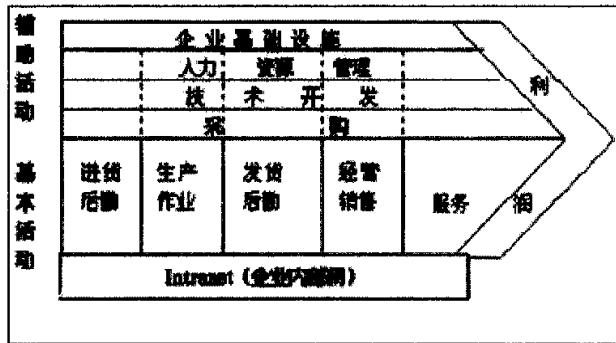 辅助活动
企业基础设施
人力 资源 管理
技术开发
采购
利润
基本活动
进货后勤
生产作业
发货后勤
经营销售
服务
Intranet (企业内部网)